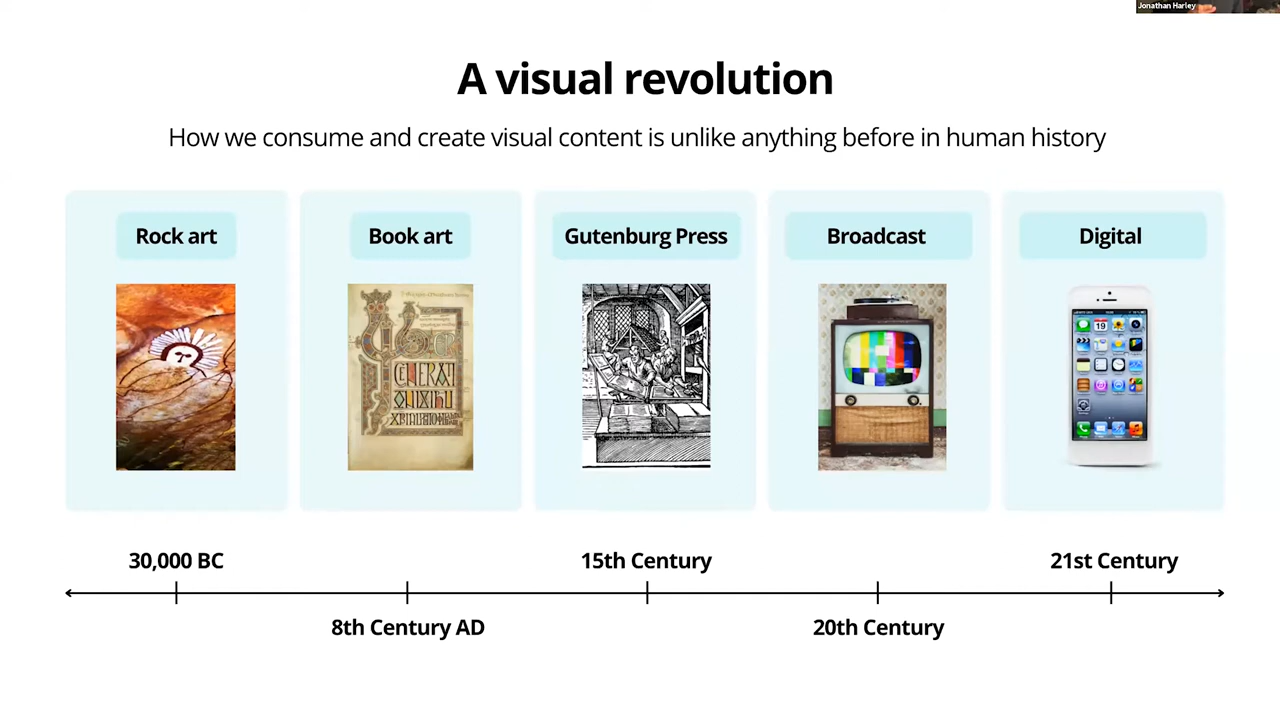 Jonathan Harley
A visual revolution
How we consume and create visual content is unlike anything before in human history
Rock art
Book art
Gutenburg Press
Broadcast
Digital
30,000 BC
15th Century
21st Century
8th Century AD
20th Century